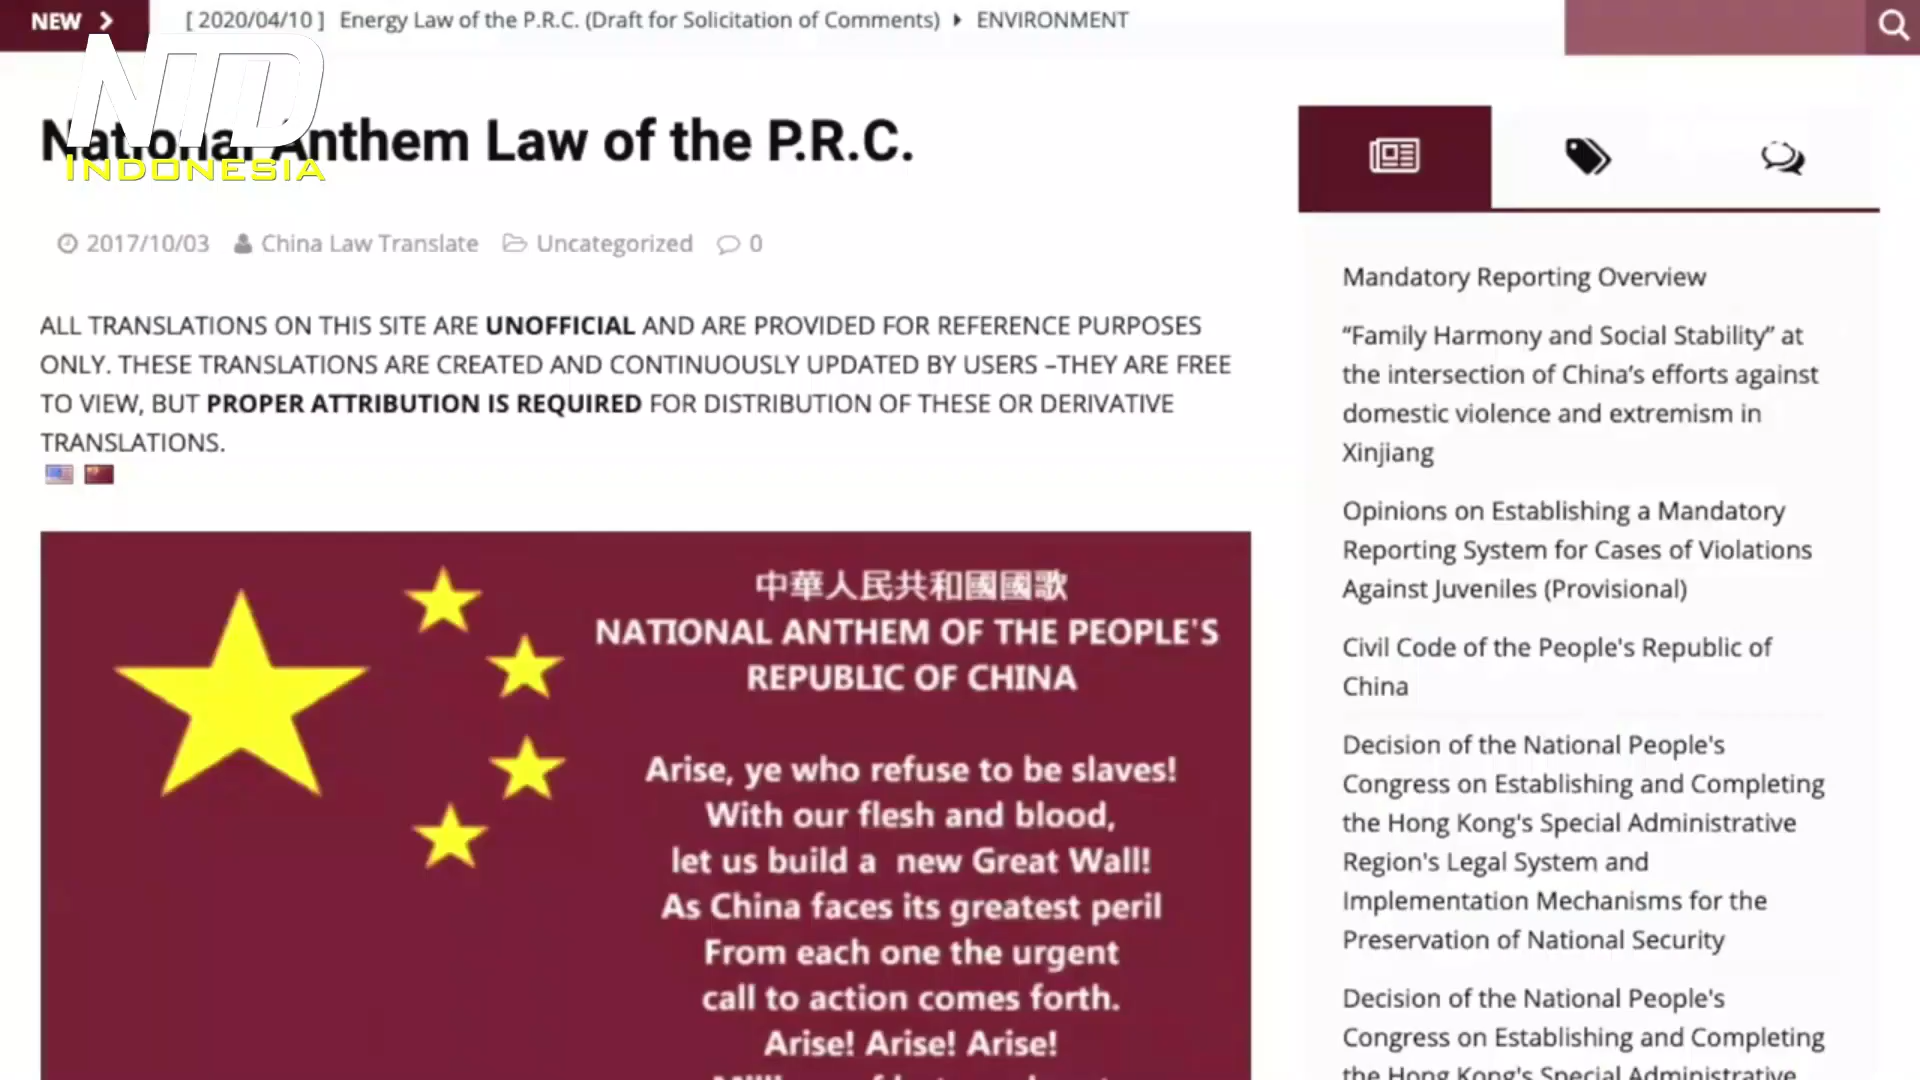 NEW
[ 2020/04/10 ] Energy Law of the P.R.C. (Draft for Solicitation of Comments) ENVIRONMENT
NTD
INDONESIA
National Anthem Law of the P.R.C.
2017/10/03 China Law Translate Uncategorized 0
ALL TRANSLATIONS ON THIS SITE ARE UNOFFICIAL AND ARE PROVIDED FOR REFERENCE PURPOSES
ONLY. THESE TRANSLATIONS ARE CREATED AND CONTINUOUSLY UPDATED BY USERS –THEY ARE FREE
TO VIEW, BUT PROPER ATTRIBUTION IS REQUIRED FOR DISTRIBUTION OF THESE OR DERIVATIVE
TRANSLATIONS.
中華人民共和國國歌
NATIONAL ANTHEM OF THE PEOPLE'S
REPUBLIC OF CHINA
Arise, ye who refuse to be slaves!
With our flesh and blood,
let us build a new Great Wall!
As China faces its greatest peril
From each one the urgent
call to action comes forth.
Arise! Arise! Arise!
Mandatory Reporting Overview
“Family Harmony and Social Stability” at
the intersection of China’s efforts against
domestic violence and extremism in
Xinjiang
Opinions on Establishing a Mandatory
Reporting System for Cases of Violations
Against Juveniles (Provisional)
Civil Code of the People's Republic of
China
Decision of the National People's
Congress on Establishing and Completing
the Hong Kong's Special Administrative
Region's Legal System and
Implementation Mechanisms for the
Preservation of National Security
Decision of the National People's
Congress on Establishing and Completing
the Hong Kong's Special Administrative